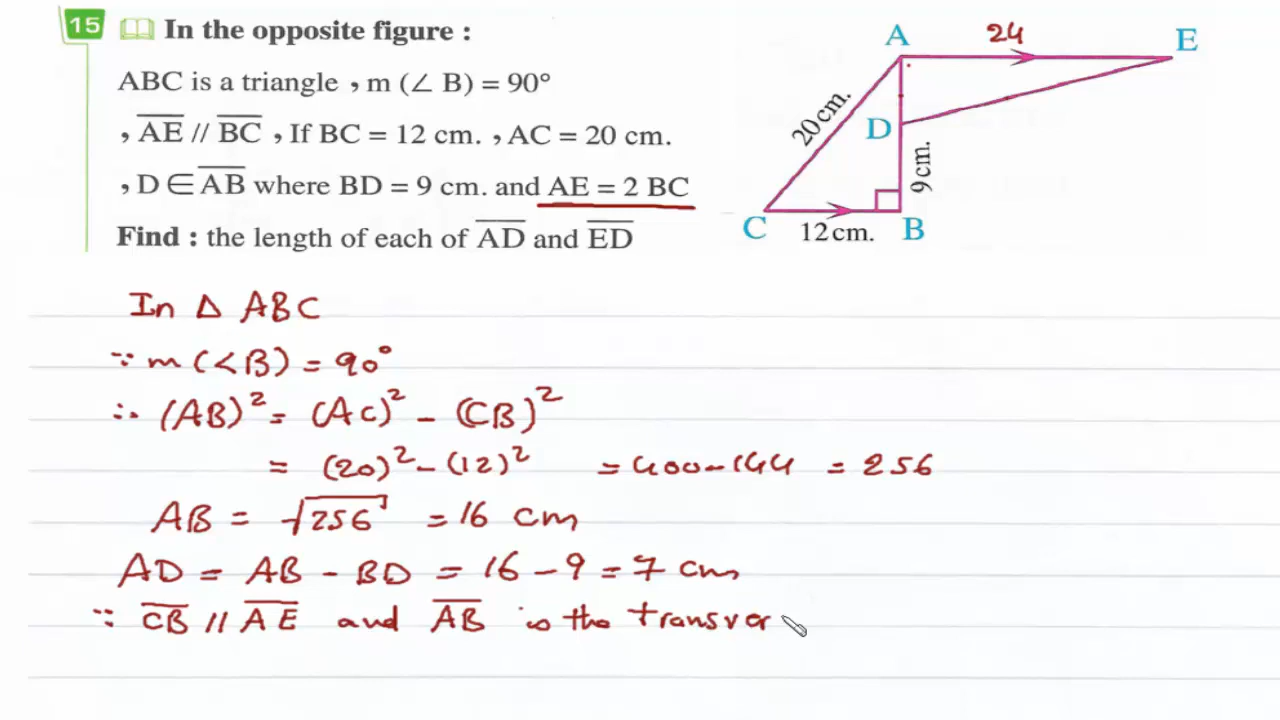 15 In the opposite figure :
ABC is a triangle , m (∠ B) = 90°
, AE // BC , If BC = 12 cm. , AC = 20 cm.
, D ∈ AB where BD = 9 cm. and AE = 2 BC
Find : the length of each of AD and ED
A
24
E
20 cm.
D
9 cm.
C
12 cm.
B
In Δ ABC
∵ m (<B) = 90°
∴ (AB)² = (AC)² - (CB)²
= (20)² - (12)² = 400 - 144 = 256
AB = √256 = 16 cm
AD = AB - BD = 16 - 9 = 7 cm
∵ CB // AE and AB is the transver